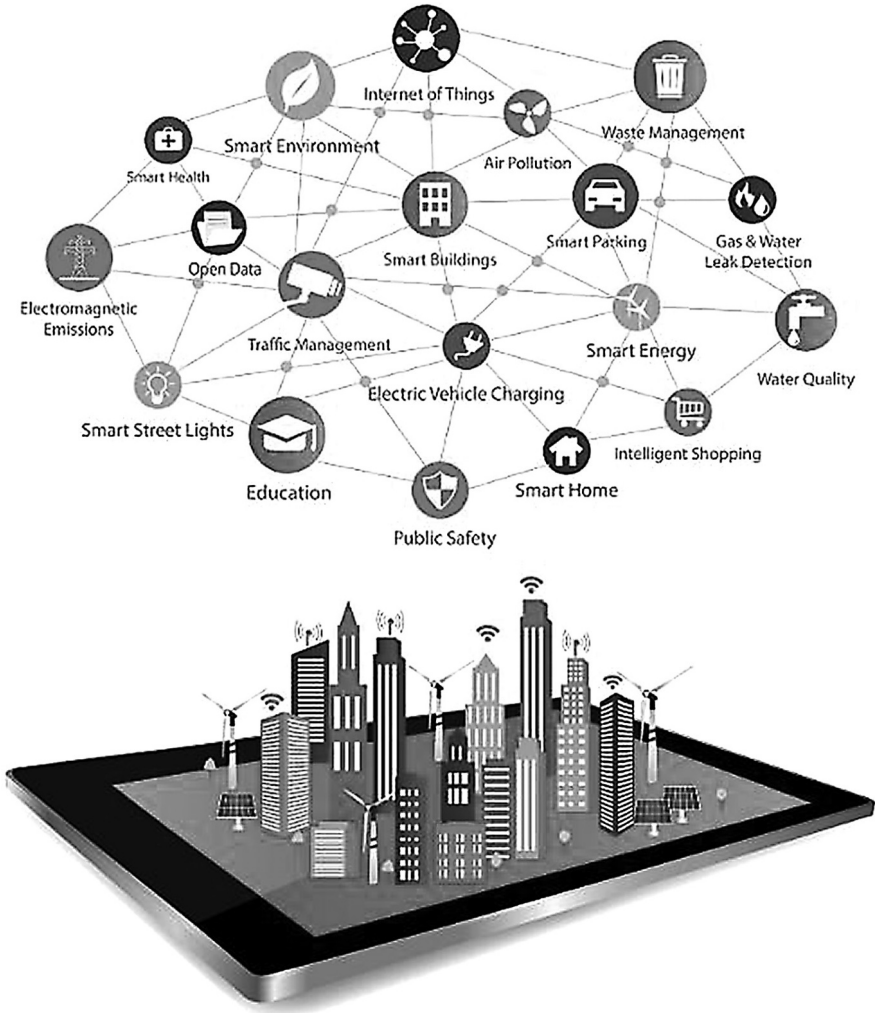 Internet of Things
Smart Environment
Waste Management
Air Pollution
Smart Health
Smart Parking
Gas & Water
Leak Detection
Smart Buildings
Open Data
Electromagnetic
Emissions
Traffic Management
Smart Energy
Water Quality
Electric Vehicle Charging
Smart Street Lights
Intelligent Shopping
Education
Smart Home
Public Safety